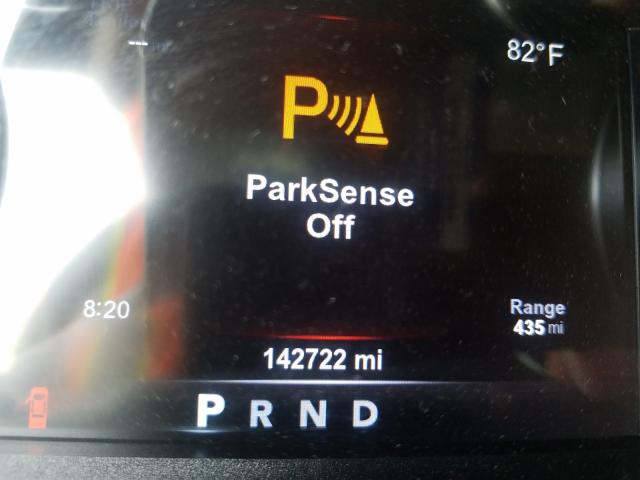 82°F
P
ParkSense
Off
8:20
Range
435 mi
142722 mi
P R N D